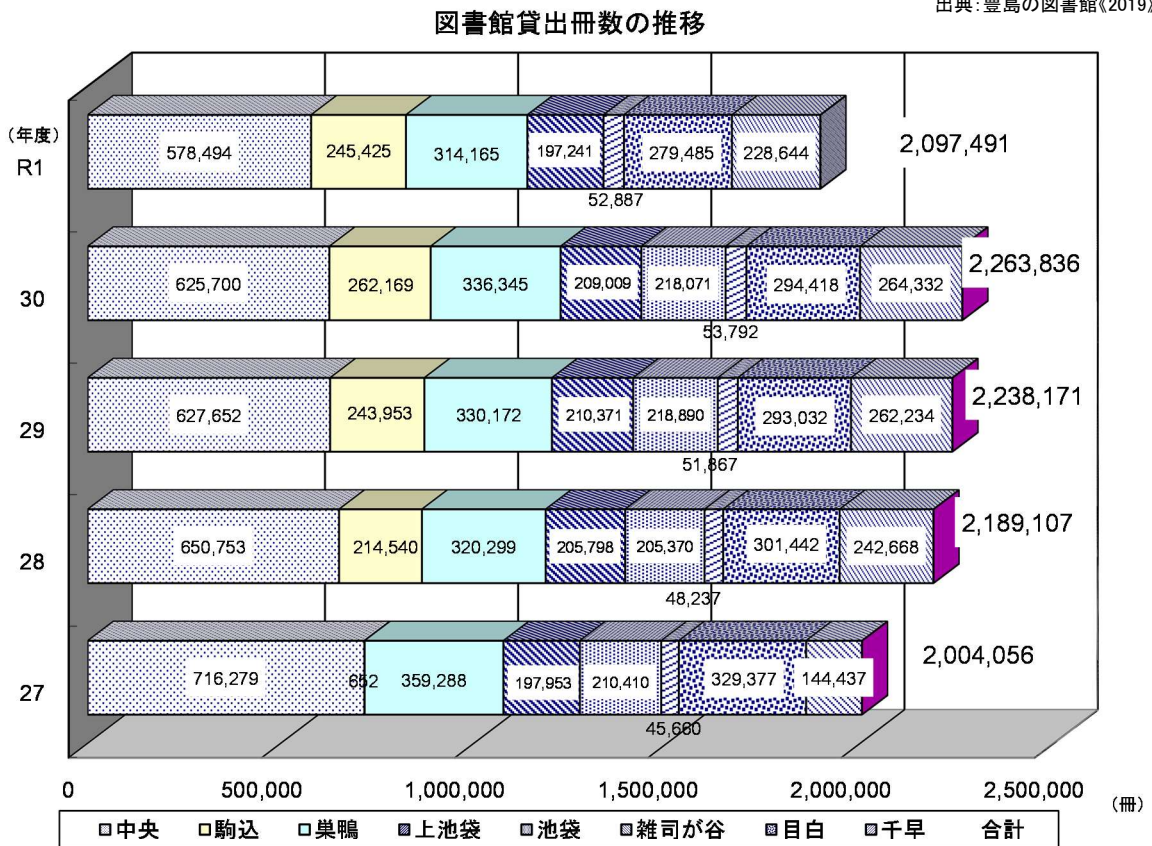 出典：豊島の図書館《2019》
図書館貸出冊数の推移
（年度）
R1
578,494 245,425 314,165 197,241 279,485 228,644 2,097,491
52,887
30
625,700 262,169 336,345 209,009 218,071 294,418 264,332 2,263,836
53,792
29
627,652 243,953 330,172 210,371 218,890 293,032 262,234 2,238,171
51,867
28
650,753 214,540 320,299 205,798 205,370 301,442 242,668 2,189,107
48,237
27
716,279 652 359,288 197,953 210,410 329,377 144,437 2,004,056
45,660
0 500,000 1,000,000 1,500,000 2,000,000 2,500,000
（冊）
中央 駒込 巣鴨 上池袋 池袋 雑司が谷 目白 千早 合計